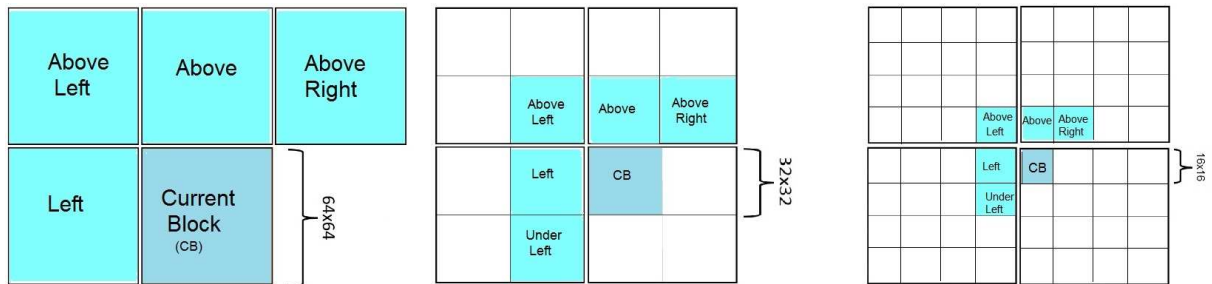 Above
Left
Above
Above
Right
Left
Current
Block
(CB)
64x64
Above
Left
Above
Above
Right
Left
CB
Under
Left
32x32
Above
Left
Above
Above
Right
Left
CB
Under
Left
16x16